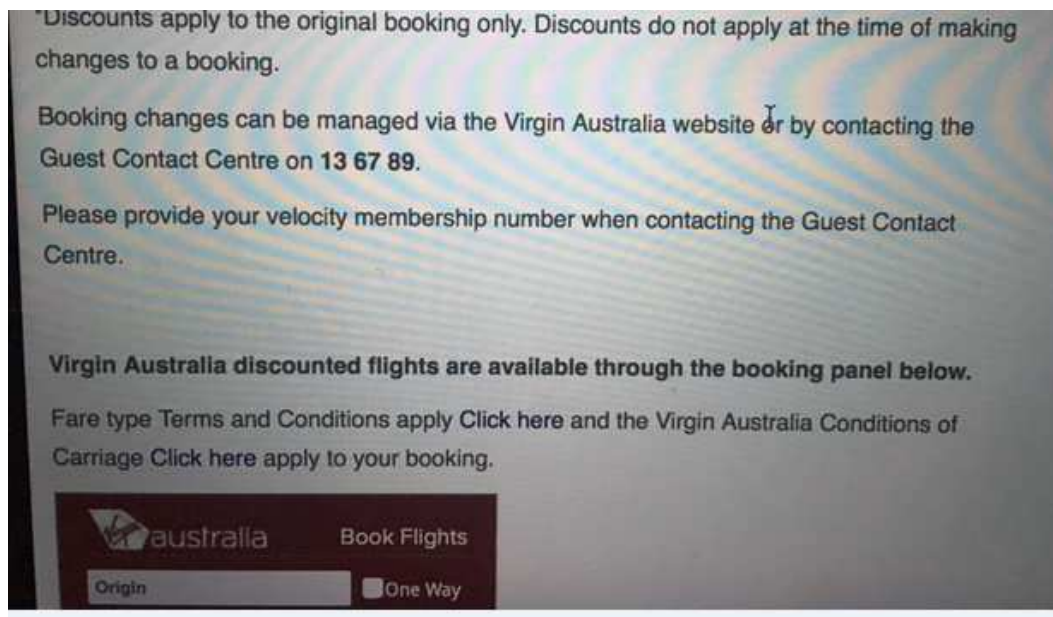 *Discounts apply to the original booking only. Discounts do not apply at the time of making
changes to a booking.
Booking changes can be managed via the Virgin Australia website or by contacting the
Guest Contact Centre on 13 67 89.
Please provide your velocity membership number when contacting the Guest Contact
Centre.
Virgin Australia discounted flights are available through the booking panel below.
Fare type Terms and Conditions apply Click here and the Virgin Australia Conditions of
Carriage Click here apply to your booking.
australia Book Flights
Origin One Way